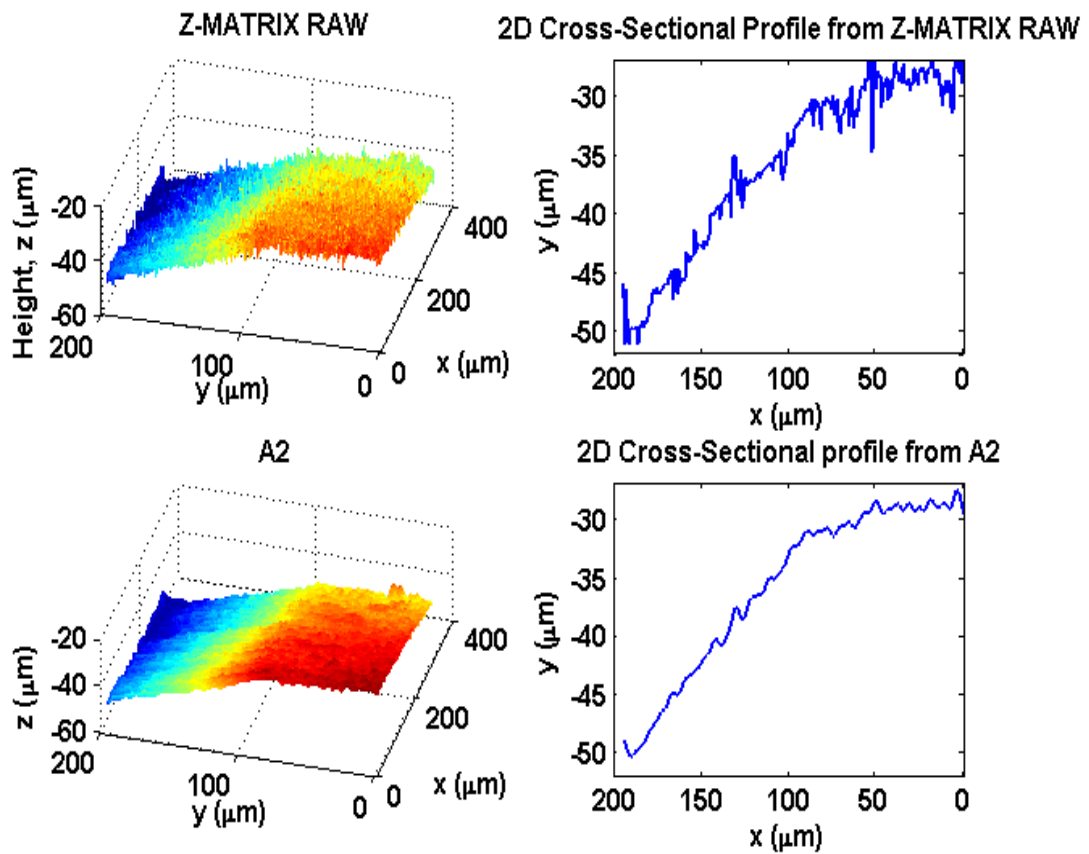 Z-MATRIX RAW
Height, z (μm)
-20
-40
-60
200
100
0
y (μm)
0
200
400
x (μm)
2D Cross-Sectional Profile from Z-MATRIX RAW
y (μm)
-30
-35
-40
-45
-50
200
150
100
50
0
x (μm)
A2
z (μm)
-20
-40
-60
200
100
0
y (μm)
0
200
400
x (μm)
2D Cross-Sectional profile from A2
y (μm)
-30
-35
-40
-45
-50
200
150
100
50
0
x (μm)